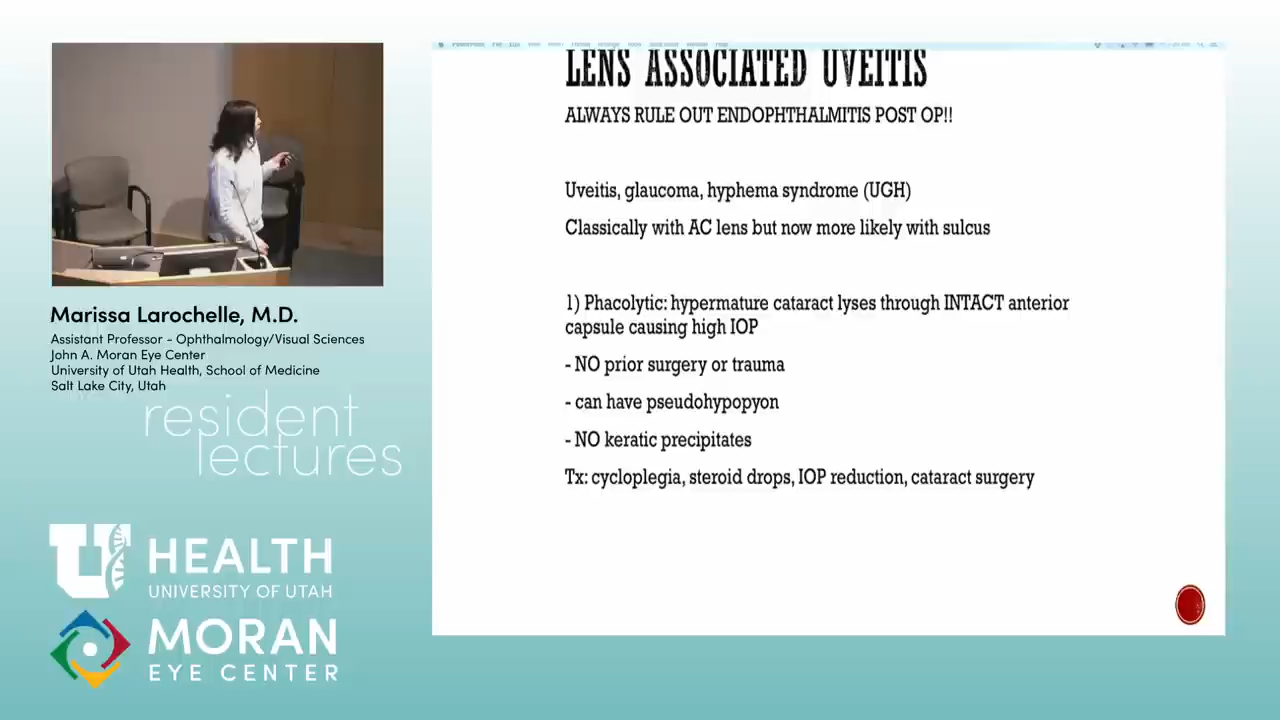 LENS ASSOCIATED UVEITIS
ALWAYS RULE OUT ENDOPHTHALMITIS POST OP!!
Uveitis, glaucoma, hyphema syndrome (UGH)
Classically with AC lens but now more likely with sulcus
1) Phacolytic: hypermature cataract lyses through INTACT anterior
capsule causing high IOP
- NO prior surgery or trauma
- can have pseudohypopyon
- NO keratic precipitates
Tx: cycloplegia, steroid drops, IOP reduction, cataract surgery
Marissa Larochelle, M.D.
Assistant Professor - Ophthalmology/Visual Sciences
John A. Moran Eye Center
University of Utah Health, School of Medicine
Salt Lake City, Utah
resident
lectures
U HEALTH
UNIVERSITY OF UTAH
MORAN
EYE CENTER